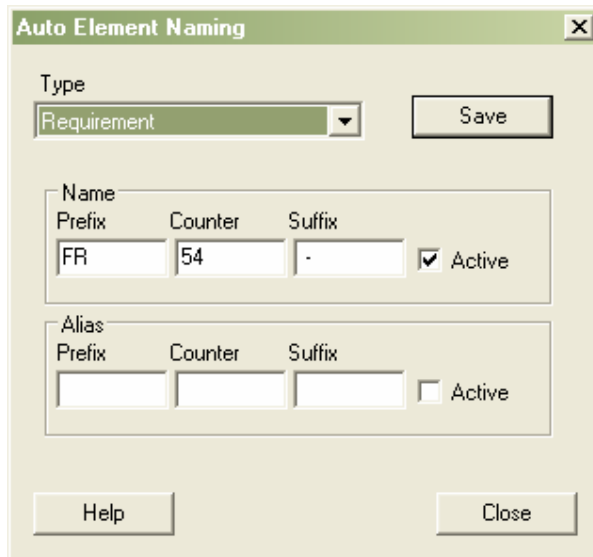 Auto Element Naming
Type
Requirement
Save
Name
Prefix Counter Suffix
FR 54 - Active
Alias
Prefix Counter Suffix
Active
Help Close